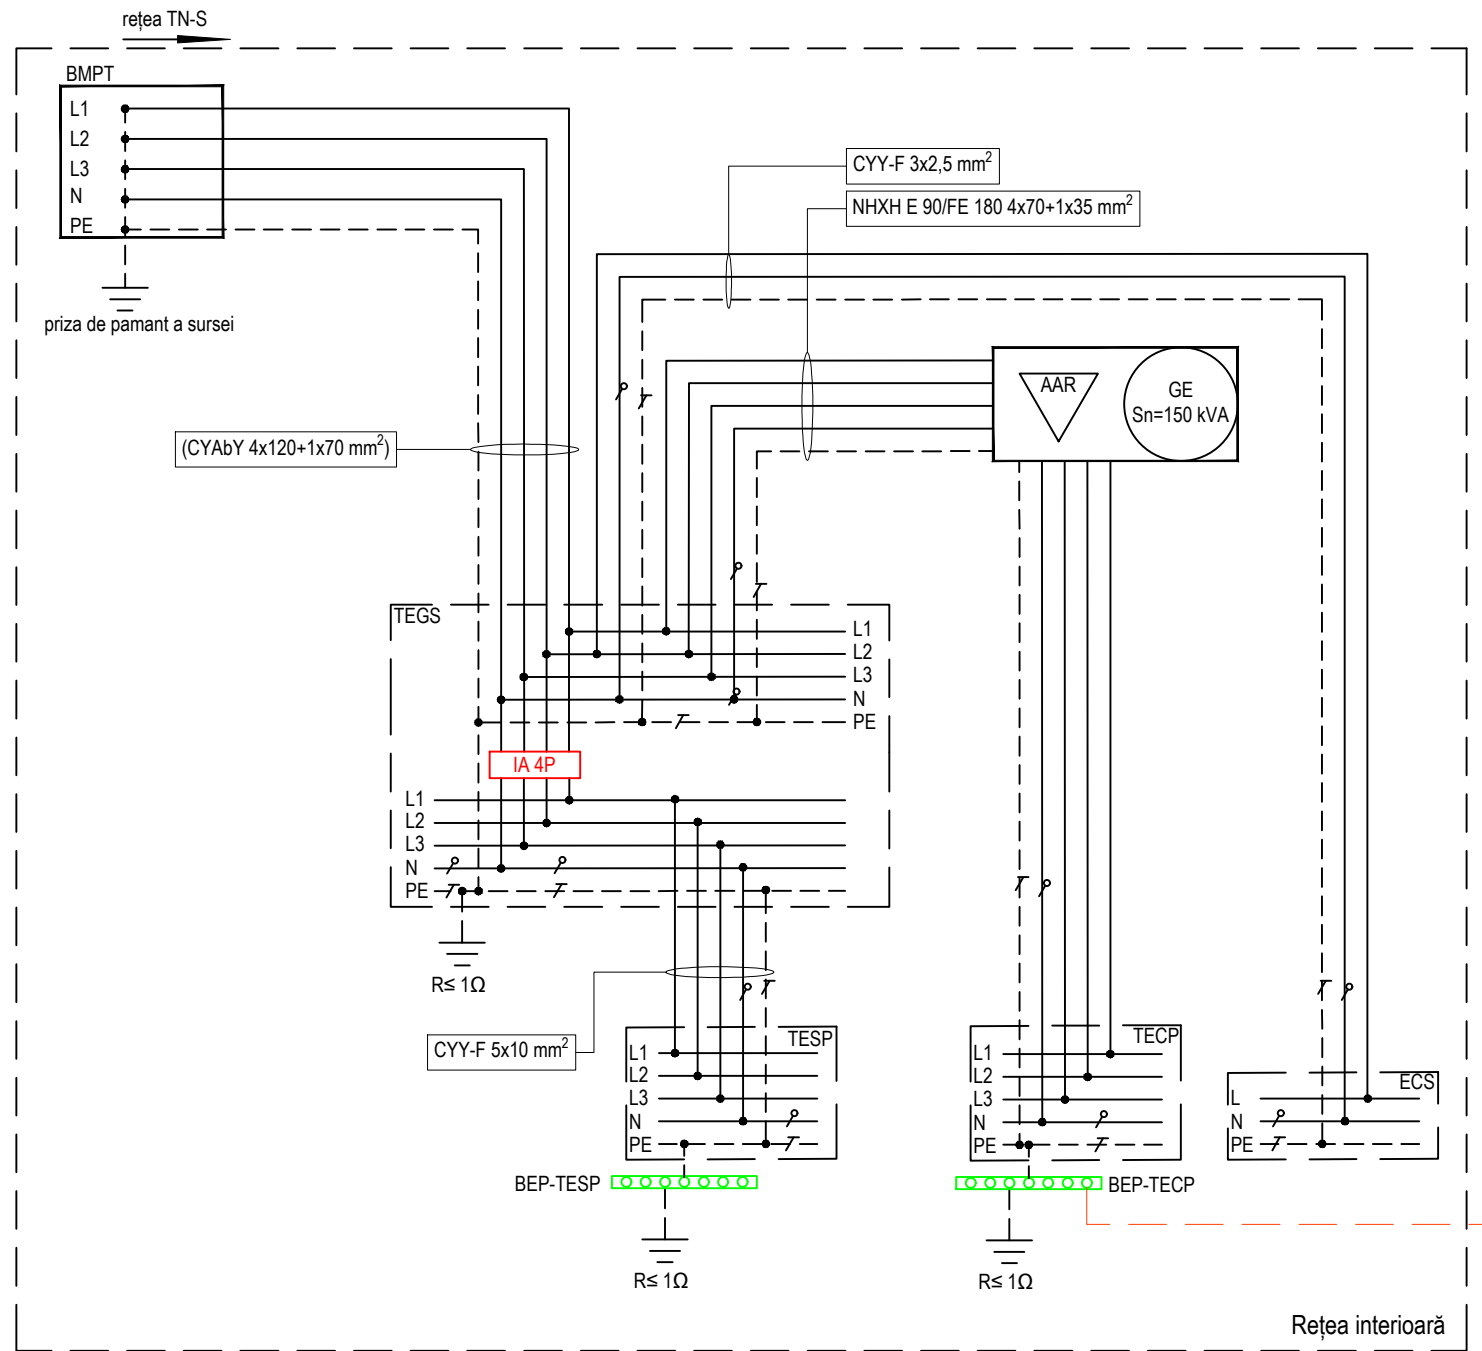 rețea TN-S
BMPT
L1
L2
L3
N
PE
priza de pamant a sursei
CYY-F 3x2,5 mm²
NHXH E 90/FE 180 4x70+1x35 mm²
AAR
GE
Sn=150 kVA
(CYAbY 4x120+1x70 mm²)
TEGS
L1
L2
L3
N
PE
IA 4P
L1
L2
L3
N
PE
R≤ 1Ω
CYY-F 5x10 mm²
TESP
L1
L2
L3
N
PE
BEP-TESP
R≤ 1Ω
TECP
L1
L2
L3
N
PE
BEP-TECP
R≤ 1Ω
ECS
L
N
PE
Rețea interioară